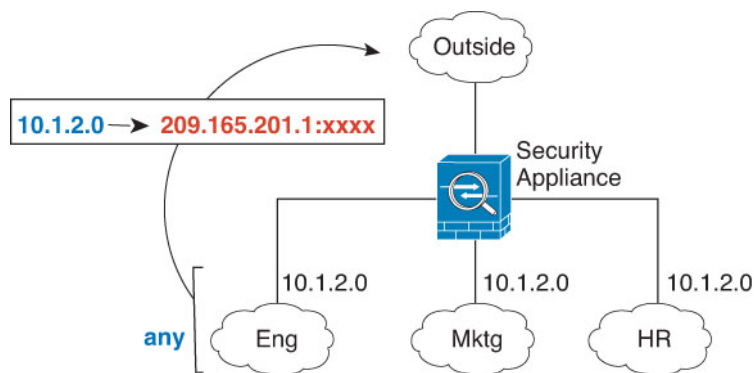 Outside
10.1.2.0 → 209.165.201.1:xxxx
Security
Appliance
10.1.2.0
10.1.2.0
10.1.2.0
any
Eng
Mktg
HR